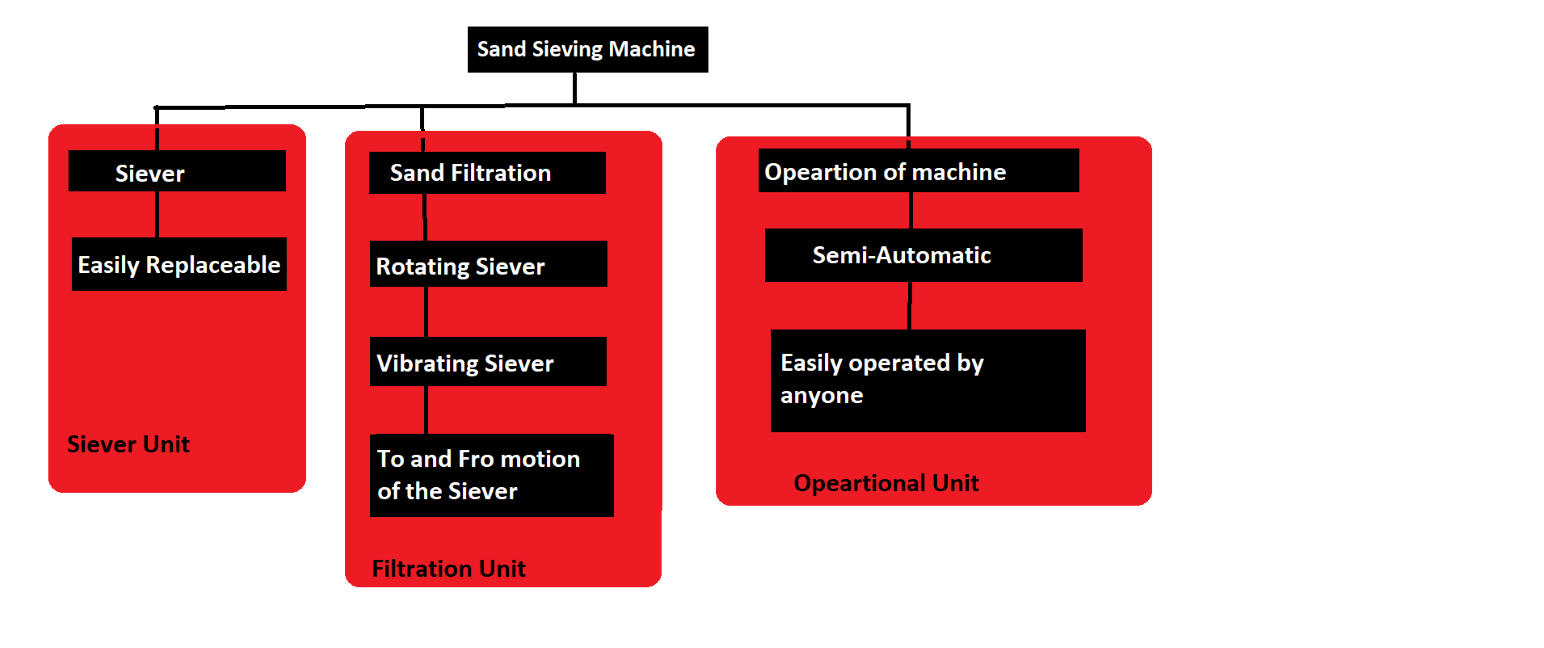 Sand Sieving Machine
Siever
Easily Replaceable
Siever Unit
Sand Filtration
Rotating Siever
Vibrating Siever
To and Fro motion
of the Siever
Filtration Unit
Opeartion of machine
Semi-Automatic
Easily operated by
anyone
Opeartional Unit